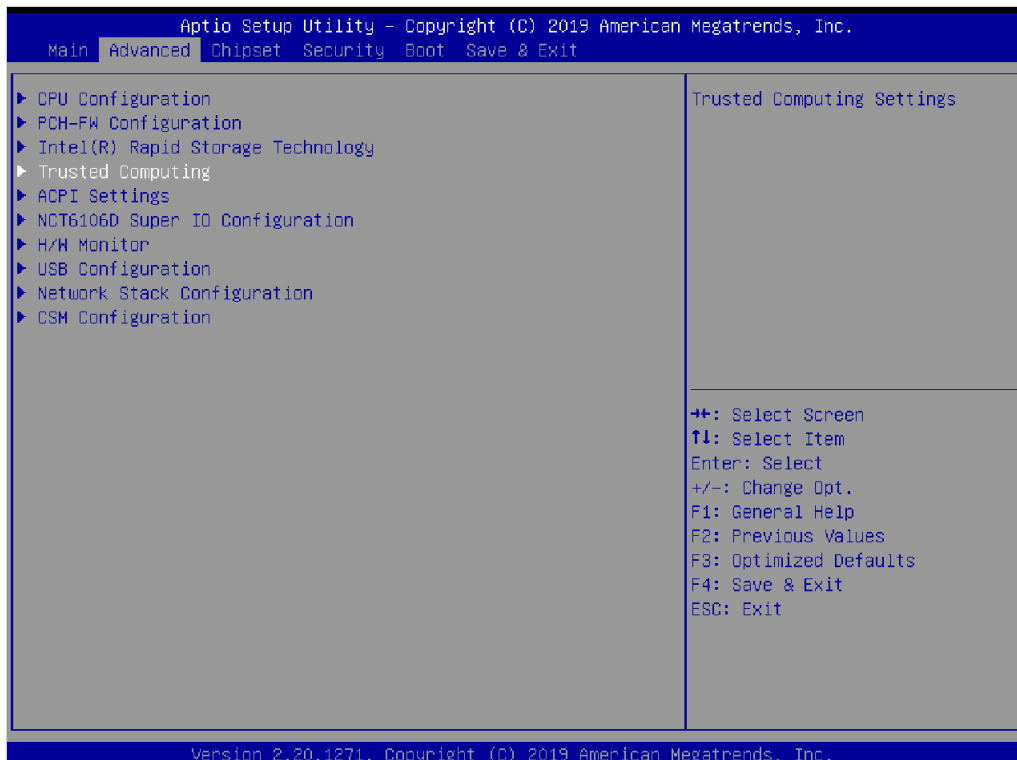 Aptio Setup Utility – Copyright (C) 2019 American Megatrends, Inc.
Main Advanced Chipset Security Boot Save & Exit
CPU Configuration
PCH-FW Configuration
Intel(R) Rapid Storage Technology
Trusted Computing
ACPI Settings
NCT6106D Super IO Configuration
H/W Monitor
USB Configuration
Network Stack Configuration
CSM Configuration
Trusted Computing Settings
→←: Select Screen
↑↓: Select Item
Enter: Select
+/-: Change Opt.
F1: General Help
F2: Previous Values
F3: Optimized Defaults
F4: Save & Exit
ESC: Exit
Version 2.20.1271. Copyright (C) 2019 American Megatrends, Inc.